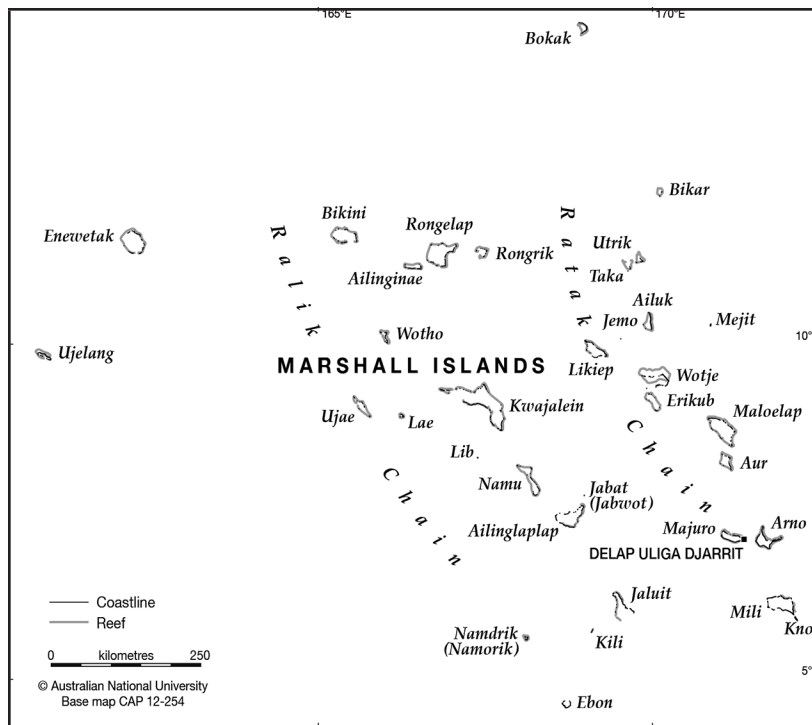 165°E
170°E
Bokak
Bikar
Enewetak
Bikini
Rongelap
Rongrik
Ailinginae
Utrik
Taka
Ailuk
Jemo
Mejit
Ralik
Ratak
Wotho
10°
Ujelang
MARSHALL ISLANDS
Likiep
Wotje
Erikub
Kwajalein
Ujae
Lae
Maloelap
Lib
Aur
Namu
Jabat
(Jabwot)
Chain
Chain
Ailinglaplap
Majuro
Arno
DELAP ULIGA DJARRIT
Jaluit
Mili
Kno
Coastline
Reef
Namdrik
(Namorik)
Kili
0 kilometres 250
5°
© Australian National University
Base map CAP 12-254
Ebon